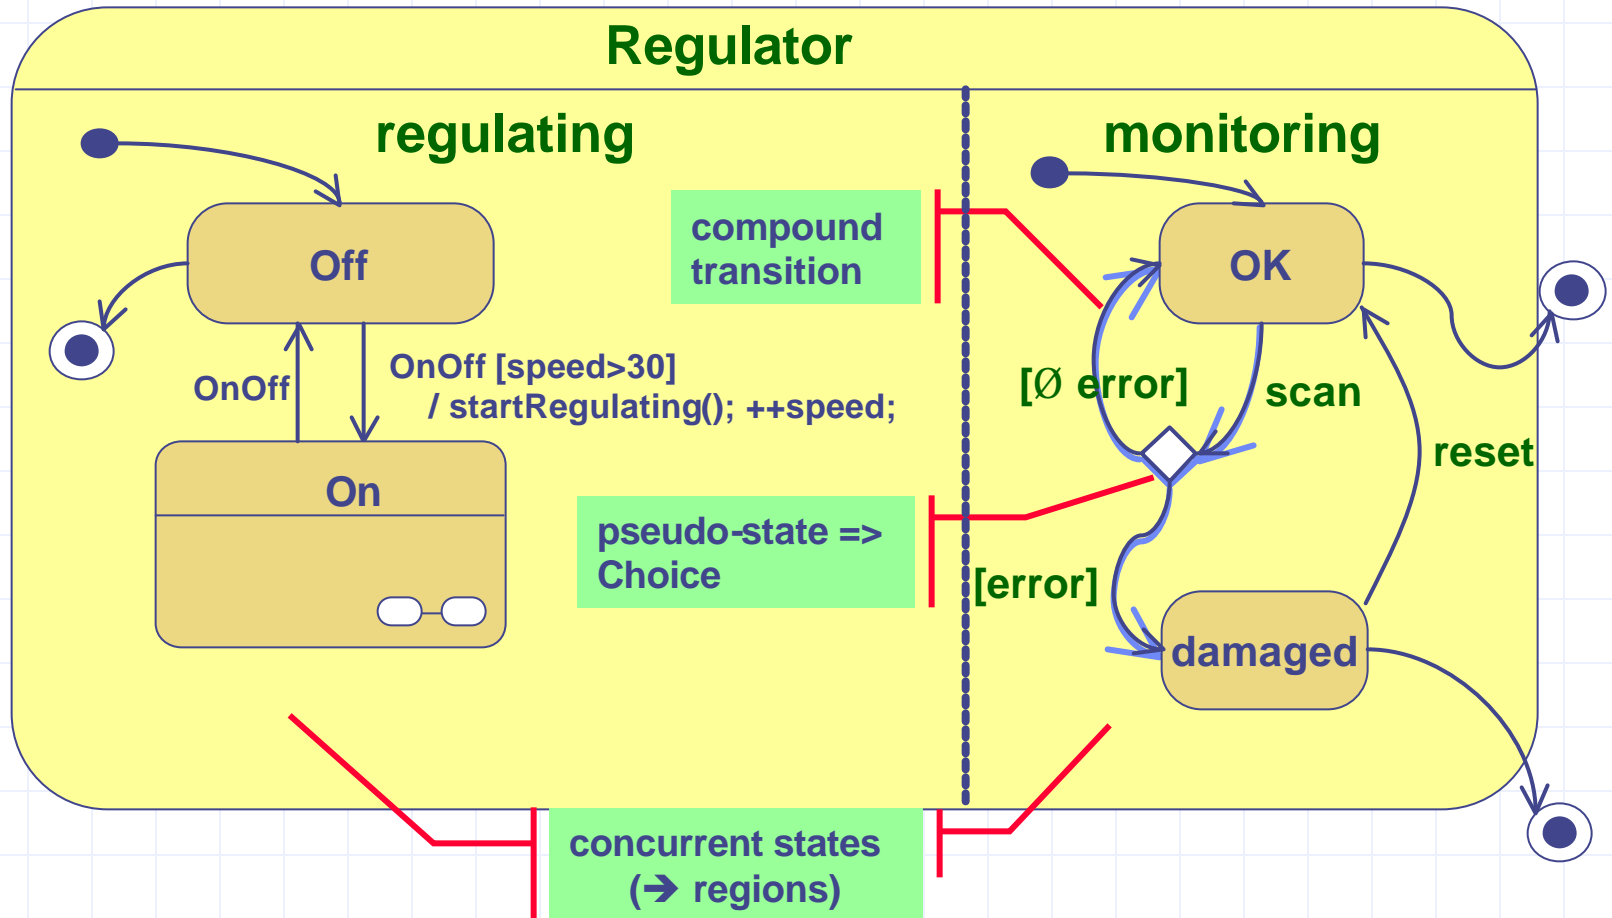 Regulator
regulating
monitoring
compound
transition
Off
OK
OnOff
OnOff [speed>30]
/ startRegulating(); ++speed;
[Ø error]
scan
reset
On
pseudo-state =>
Choice
[error]
damaged
concurrent states
(➔ regions)